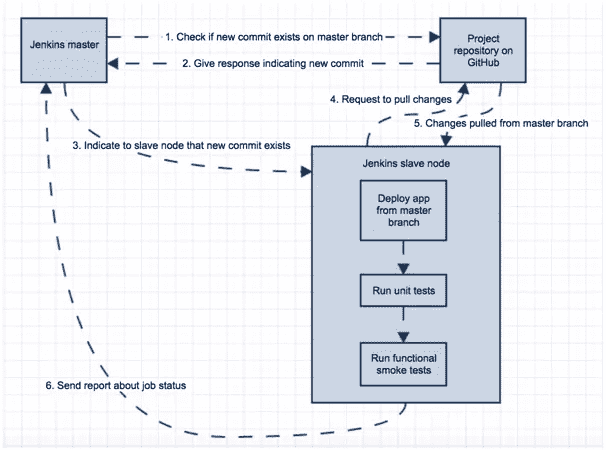 Jenkins master
1. Check if new commit exists on master branch
Project
repository on
GitHub
2. Give response indicating new commit
4. Request to pull changes
5. Changes pulled from master branch
3. Indicate to slave node that new commit exists
Jenkins slave node
Deploy app
from master
branch
Run unit tests
Run functional
smoke tests
6. Send report about job status